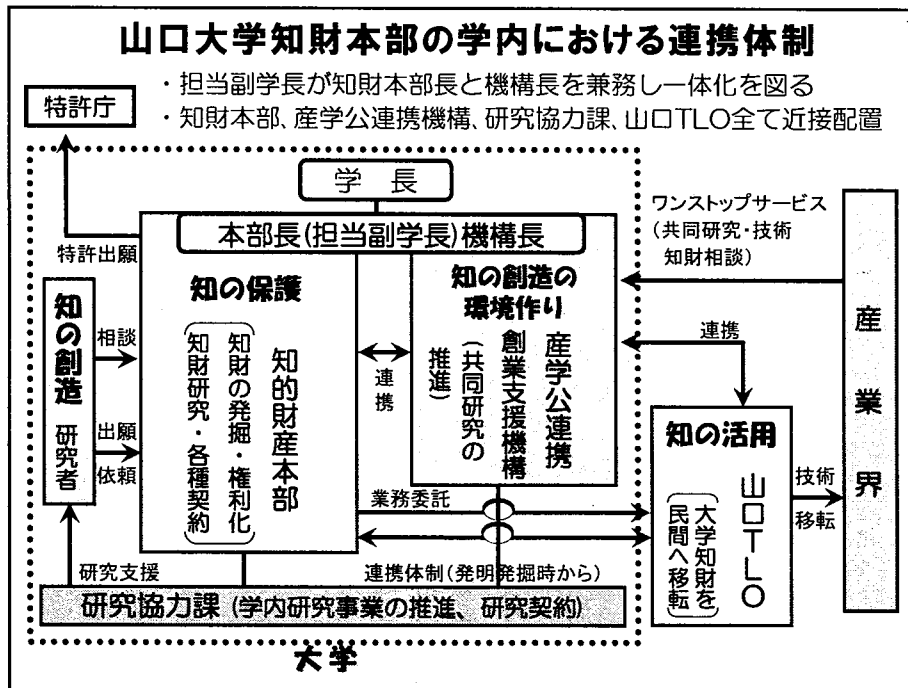 山口大学知財本部の学内における連携体制
・担当副学長が知財本部長と機構長を兼務し一体化を図る
・知財本部、産学公連携機構、研究協力課、山口TLO全て近接配置
特許庁
学 長
本部長(担当副学長)機構長
特許出願
知の創造
研究者
相談
出願
依頼
知の保護
知的財産本部
知財の発掘・権利化
知財研究・各種契約
連携
知の創造の
環境作り
産学公連携
創業支援機構
(共同研究の
推進)
ワンストップサービス
(共同研究・技術
知財相談)
連携
産業界
知の活用
山口TLO
大学知財を
民間へ移転
技術
移転
業務委託
連携体制(発明発掘時から)
研究支援
研究協力課 (学内研究事業の推進、研究契約)
大学